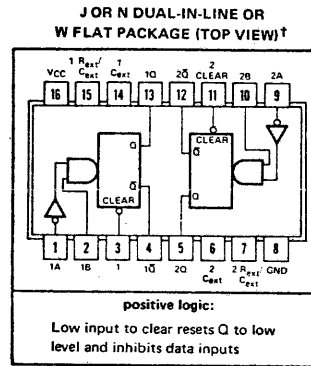 J OR N DUAL-IN-LINE OR
W FLAT PACKAGE (TOP VIEW)†
VCC
1 Rext/
Cext
1
Cext
1Q
2Q̅
2
CLEAR
2B
2A
16 15 14 13 12 11 10 9
Q
CLEAR
Q̅
Q̅
CLEAR
Q
1 2 3 4 5 6 7 8
1A
1B
1
1Q̅
2Q
2
Cext
2 Rext/
Cext
GND
positive logic:
Low input to clear resets Q to low
level and inhibits data inputs